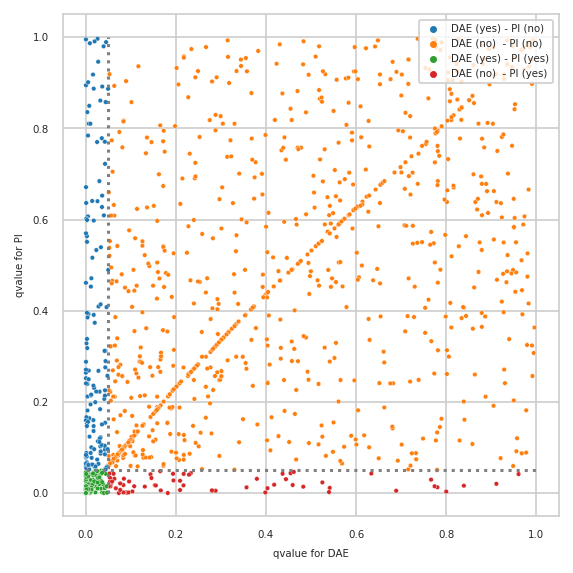 DAE (yes) - PI (no)
DAE (no)  - PI (no)
DAE (yes) - PI (yes)
DAE (no)  - PI (yes)
1.0
0.8
0.6
0.4
0.2
0.0
qvalue for PI
0.0 0.2 0.4 0.6 0.8 1.0
qvalue for DAE